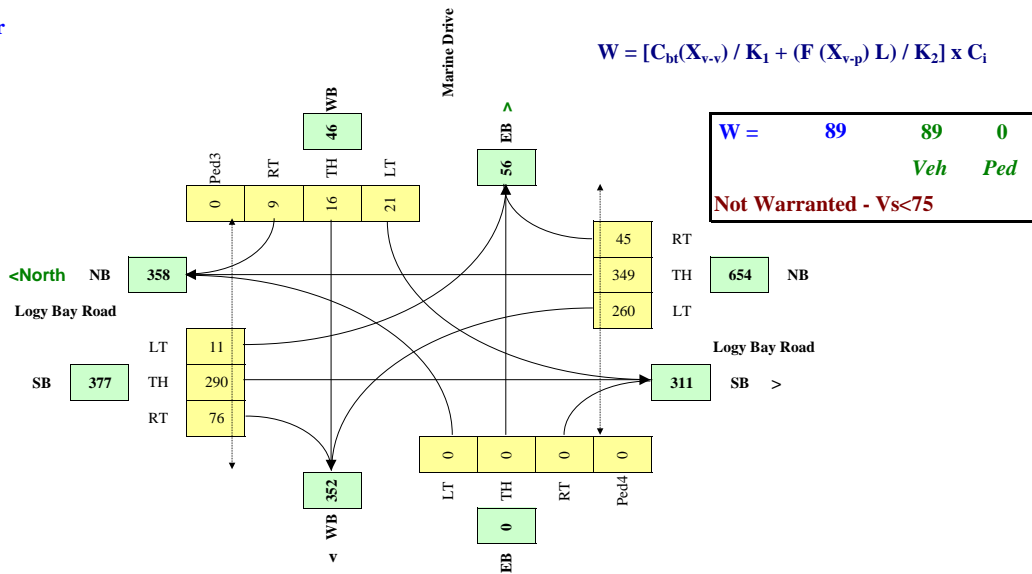 r
Marine Drive
W = [Cbt(Xv-v) / K1 + (F (Xv-p) L) / K2] x Ci
WB
46
EB >
56
W = 89 89 0
Veh Ped
Not Warranted - Vs<75
Ped3 RT TH LT
0 9 16 21
45 RT
<North NB 358
349 TH 654 NB
260 LT
Logy Bay Road
LT 11
SB 377 TH 290
RT 76
Logy Bay Road
311 SB >
0 0 0 0
LT TH RT Ped4
352
WB
v
0
EB